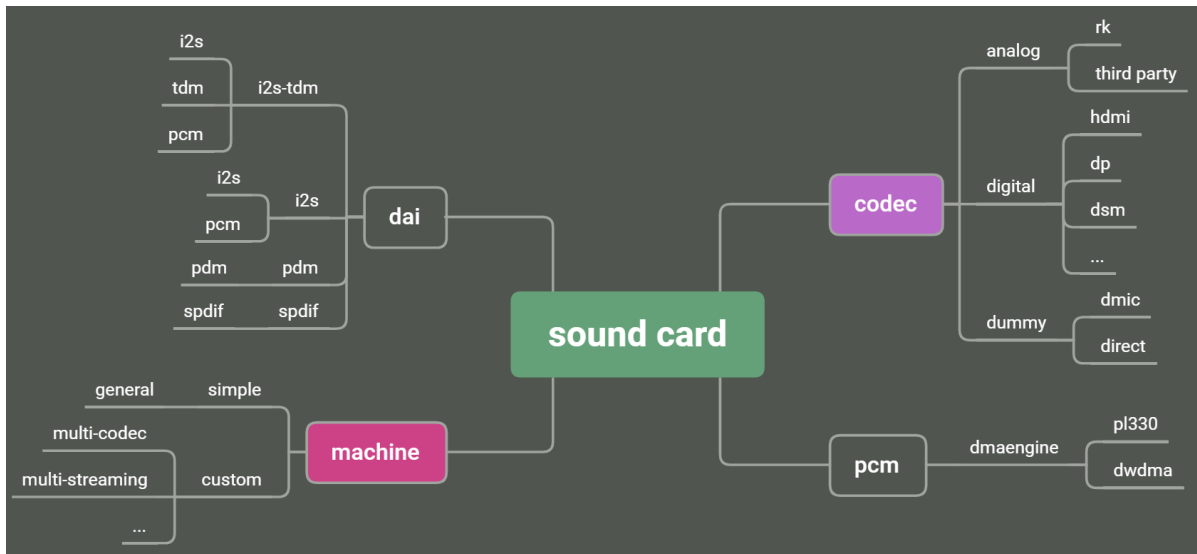 sound card
dai
i2s-tdm
i2s
tdm
pcm
i2s
i2s
pcm
pdm
pdm
spdif
spdif
machine
simple
general
custom
multi-codec
multi-streaming
...
codec
analog
rk
third party
digital
hdmi
dp
dsm
...
dummy
dmic
direct
pcm
dmaengine
pl330
dwdma